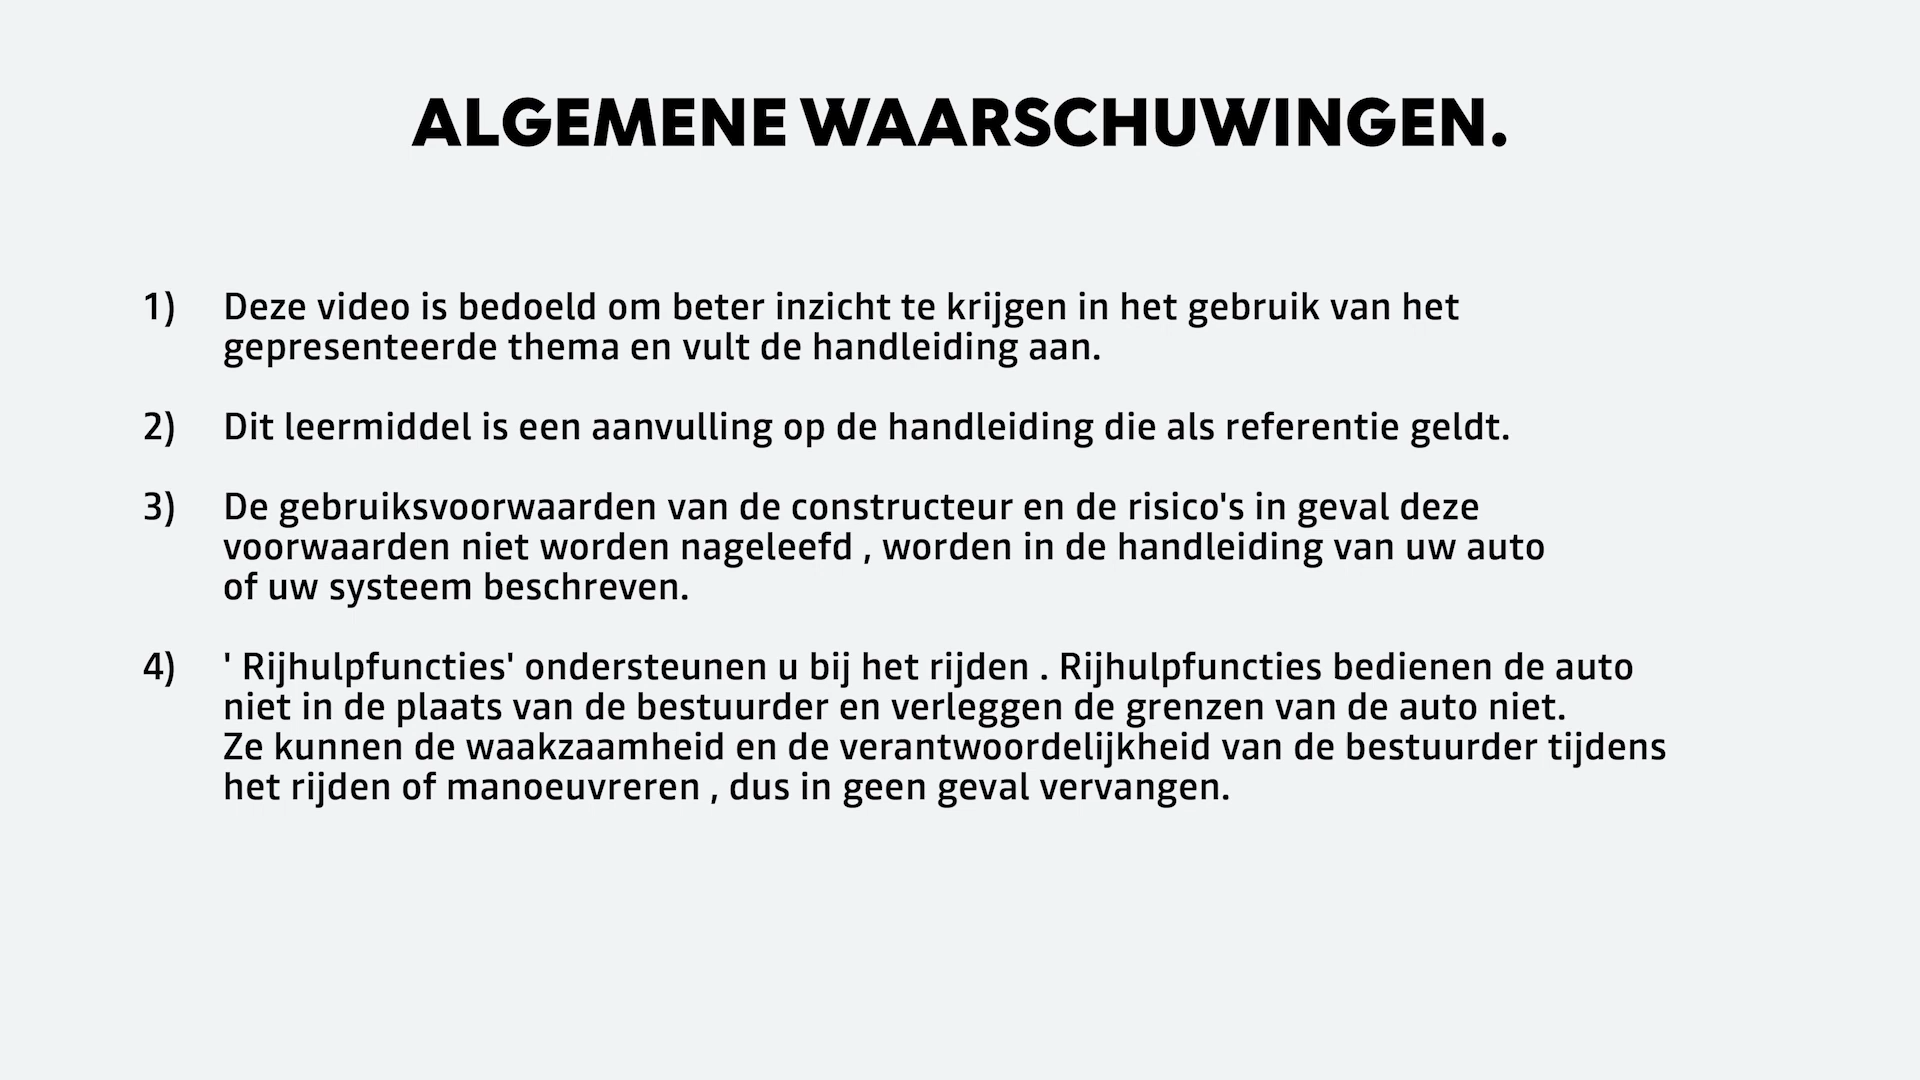 ALGEMENE WAARSCHUWINGEN.
1) Deze video is bedoeld om beter inzicht te krijgen in het gebruik van het
gepresenteerde thema en vult de handleiding aan.
2) Dit leermiddel is een aanvulling op de handleiding die als referentie geldt.
3) De gebruiksvoorwaarden van de constructeur en de risico's in geval deze
voorwaarden niet worden nageleefd , worden in de handleiding van uw auto
of uw systeem beschreven.
4) ' Rijhulpfuncties' ondersteunen u bij het rijden . Rijhulpfuncties bedienen de auto
niet in de plaats van de bestuurder en verleggen de grenzen van de auto niet.
Ze kunnen de waakzaamheid en de verantwoordelijkheid van de bestuurder tijdens
het rijden of manoeuvreren , dus in geen geval vervangen.